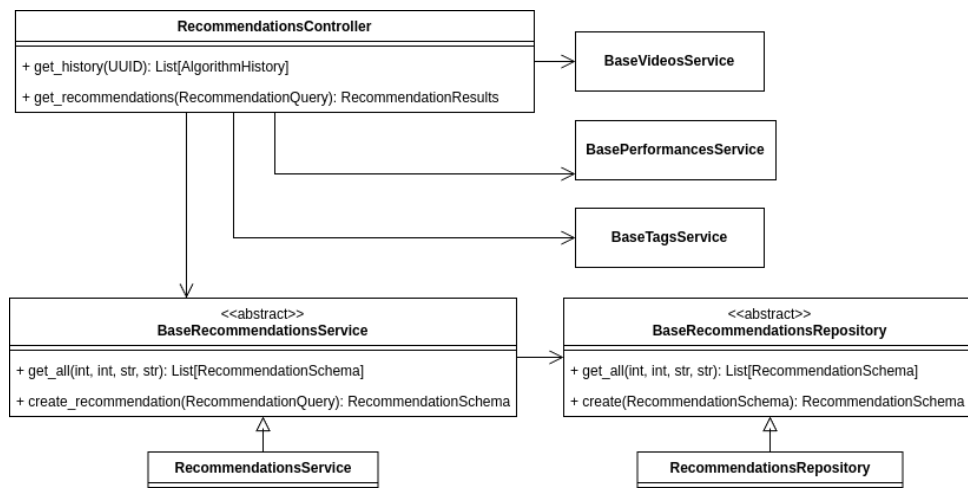 RecommendationsController
+ get_history(UUID): List[AlgorithmHistory]
+ get_recommendations(RecommendationQuery): RecommendationResults
BaseVideosService
BasePerformancesService
BaseTagsService
<<abstract>>
BaseRecommendationsService
+ get_all(int, int, str, str): List[RecommendationSchema]
+ create_recommendation(RecommendationQuery): RecommendationSchema
<<abstract>>
BaseRecommendationsRepository
+ get_all(int, int, str, str): List[RecommendationSchema]
+ create(RecommendationSchema): RecommendationSchema
RecommendationsService
RecommendationsRepository